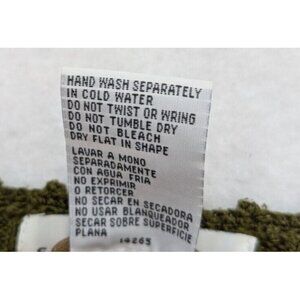 HAND WASH SEPARATELY
IN COLD WATER
DO NOT TWIST OR WRING
DO NOT TUMBLE DRY
DO NOT BLEACH
DRY FLAT IN SHAPE
LAVAR A MONO
SEPARADAMENTE
CON AGUA FRIA
NO EXPRIMIR
O RETORCER
NO SECAR EN SECADORA
NO USAR BLANQUEADOR
SECAR SOBRE SUPERFICIE
PLANA
14265